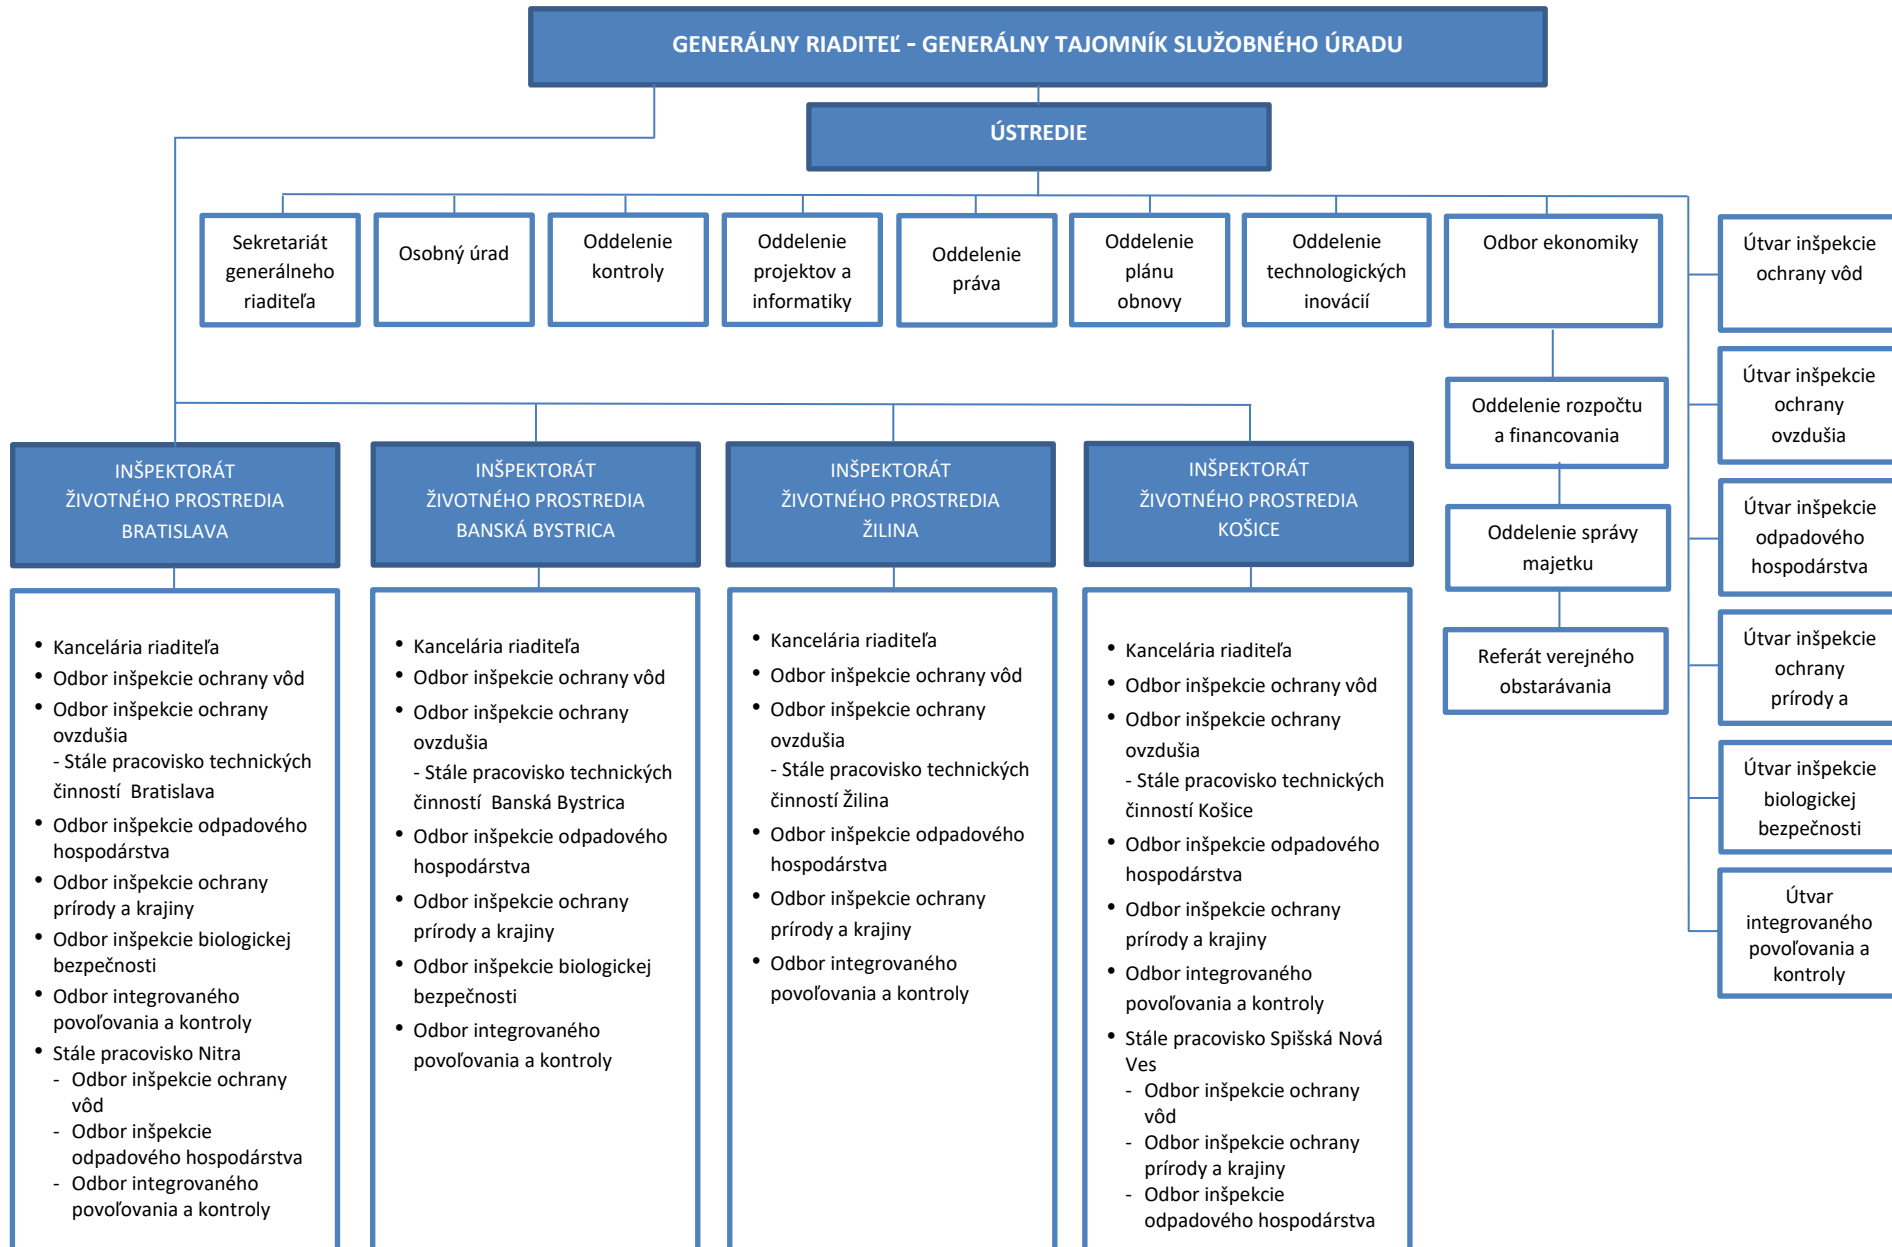 GENERÁLNY RIADITEĽ - GENERÁLNY TAJOMNÍK SLUŽOBNÉHO ÚRADU
ÚSTREDIE
Sekretariát
generálneho
riaditeľa
Osobný úrad
Oddelenie
kontroly
Oddelenie
projektov a
informatiky
Oddelenie
práva
Oddelenie
plánu
obnovy
Oddelenie
technologických
inovácií
Odbor ekonomiky
Oddelenie rozpočtu
a financovania
Oddelenie správy
majetku
Referát verejného
obstarávania
Útvar inšpekcie
ochrany vôd
Útvar inšpekcie
ochrany
ovzdušia
Útvar inšpekcie
odpadového
hospodárstva
Útvar inšpekcie
ochrany
prírody a
Útvar inšpekcie
biologickej
bezpečnosti
Útvar
integrovaného
povoľovania a
kontroly
INŠPEKTORÁT
ŽIVOTNÉHO PROSTREDIA
BRATISLAVA
• Kancelária riaditeľa
• Odbor inšpekcie ochrany vôd
• Odbor inšpekcie ochrany
ovzdušia
- Stále pracovisko technických
činností Bratislava
• Odbor inšpekcie odpadového
hospodárstva
• Odbor inšpekcie ochrany
prírody a krajiny
• Odbor inšpekcie biologickej
bezpečnosti
• Odbor integrovaného
povoľovania a kontroly
• Stále pracovisko Nitra
- Odbor inšpekcie ochrany
vôd
- Odbor inšpekcie
odpadového hospodárstva
- Odbor integrovaného
povoľovania a kontroly
INŠPEKTORÁT
ŽIVOTNÉHO PROSTREDIA
BANSKÁ BYSTRICA
• Kancelária riaditeľa
• Odbor inšpekcie ochrany vôd
• Odbor inšpekcie ochrany
ovzdušia
- Stále pracovisko technických
činností Banská Bystrica
• Odbor inšpekcie odpadového
hospodárstva
• Odbor inšpekcie ochrany
prírody a krajiny
• Odbor inšpekcie biologickej
bezpečnosti
• Odbor integrovaného
povoľovania a kontroly
INŠPEKTORÁT
ŽIVOTNÉHO PROSTREDIA
ŽILINA
• Kancelária riaditeľa
• Odbor inšpekcie ochrany vôd
• Odbor inšpekcie ochrany
ovzdušia
- Stále pracovisko technických
činností Žilina
• Odbor inšpekcie odpadového
hospodárstva
• Odbor inšpekcie ochrany
prírody a krajiny
• Odbor integrovaného
povoľovania a kontroly
INŠPEKTORÁT
ŽIVOTNÉHO PROSTREDIA
KOŠICE
• Kancelária riaditeľa
• Odbor inšpekcie ochrany vôd
• Odbor inšpekcie ochrany
ovzdušia
- Stále pracovisko technických
činností Košice
• Odbor inšpekcie odpadového
hospodárstva
• Odbor inšpekcie ochrany
prírody a krajiny
• Odbor integrovaného
povoľovania a kontroly
• Stále pracovisko Spišská Nová
Ves
- Odbor inšpekcie ochrany
vôd
- Odbor inšpekcie ochrany
prírody a krajiny
- Odbor inšpekcie
odpadového hospodárstva